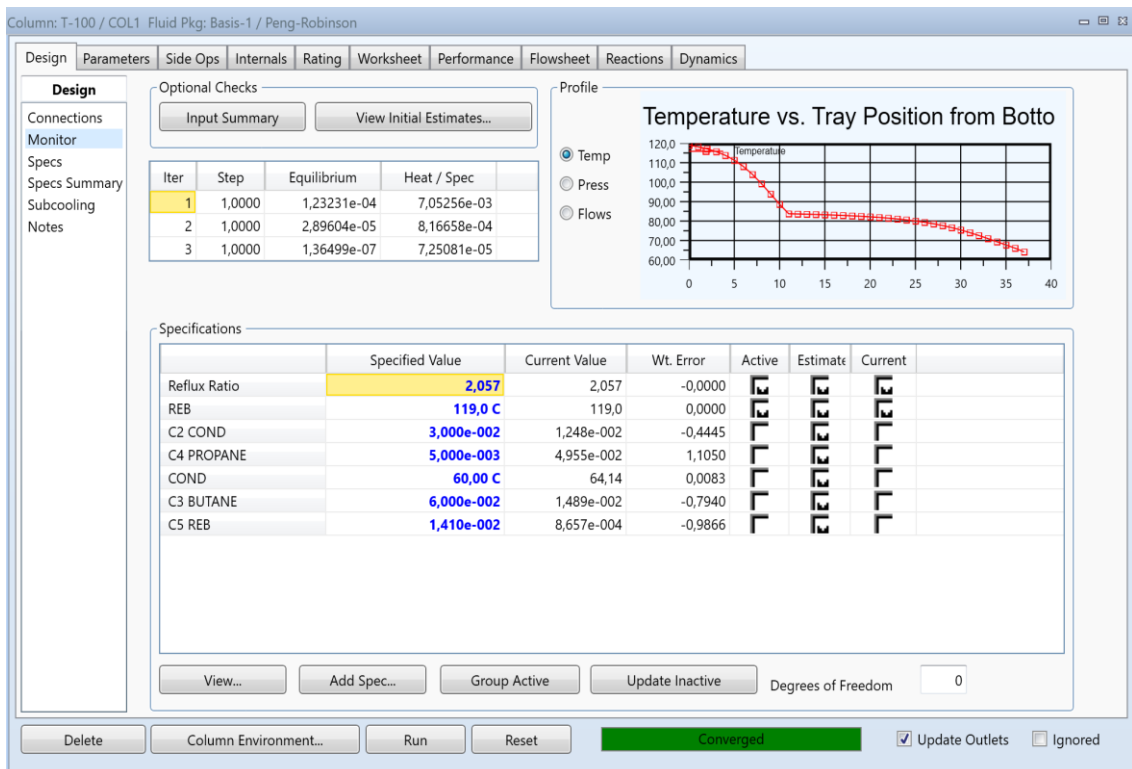 Column: T-100 / COL1 Fluid Pkg: Basis-1 / Peng-Robinson
Design Parameters Side Ops Internals Rating Worksheet Performance Flowsheet Reactions Dynamics
Design
Connections
Monitor
Specs
Specs Summary
Subcooling
Notes
Optional Checks
Input Summary View Initial Estimates...
Iter Step Equilibrium Heat / Spec
1 1,0000 1,23231e-04 7,05256e-03
2 1,0000 2,89604e-05 8,16658e-04
3 1,0000 1,36499e-07 7,25081e-05
Profile
Temp
Press
Flows
Temperature vs. Tray Position from Botto
Temperature
120,0
110,0
100,0
90,00
80,00
70,00
60,00
0 5 10 15 20 25 30 35 40
Specifications
Specified Value Current Value Wt. Error Active Estimate Current
Reflux Ratio 2,057 2,057 -0,0000
REB 119,0 C 119,0 0,0000
C2 COND 3,000e-002 1,248e-002 -0,4445
C4 PROPANE 5,000e-003 4,955e-002 1,1050
COND 60,00 C 64,14 0,0083
C3 BUTANE 6,000e-002 1,489e-002 -0,7940
C5 REB 1,410e-002 8,657e-004 -0,9866
View... Add Spec... Group Active Update Inactive Degrees of Freedom 0
Delete Column Environment... Run Reset Converged Update Outlets Ignored